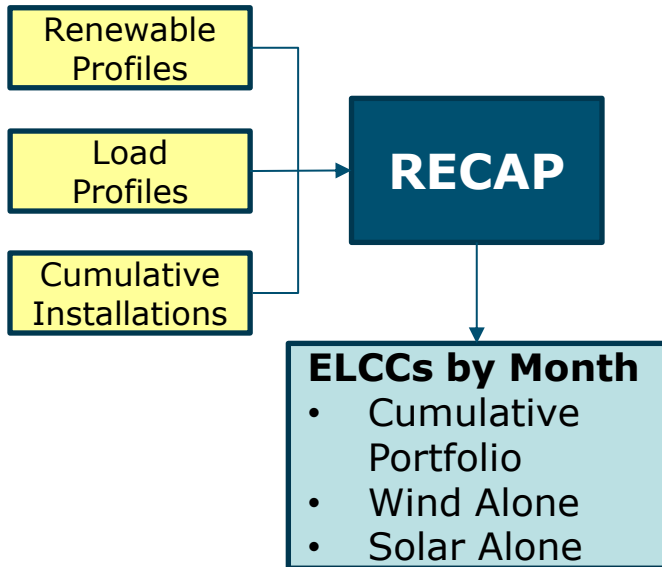 Renewable
Profiles
Load
Profiles
Cumulative
Installations
RECAP
ELCCs by Month
• Cumulative
Portfolio
• Wind Alone
• Solar Alone